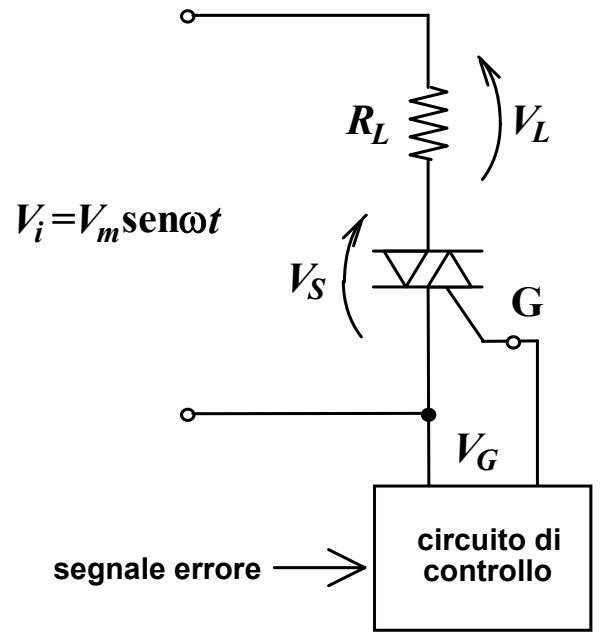 R_L
V_L
V_i=V_m senωt
V_S
G
V_G
circuito di
controllo
segnale errore